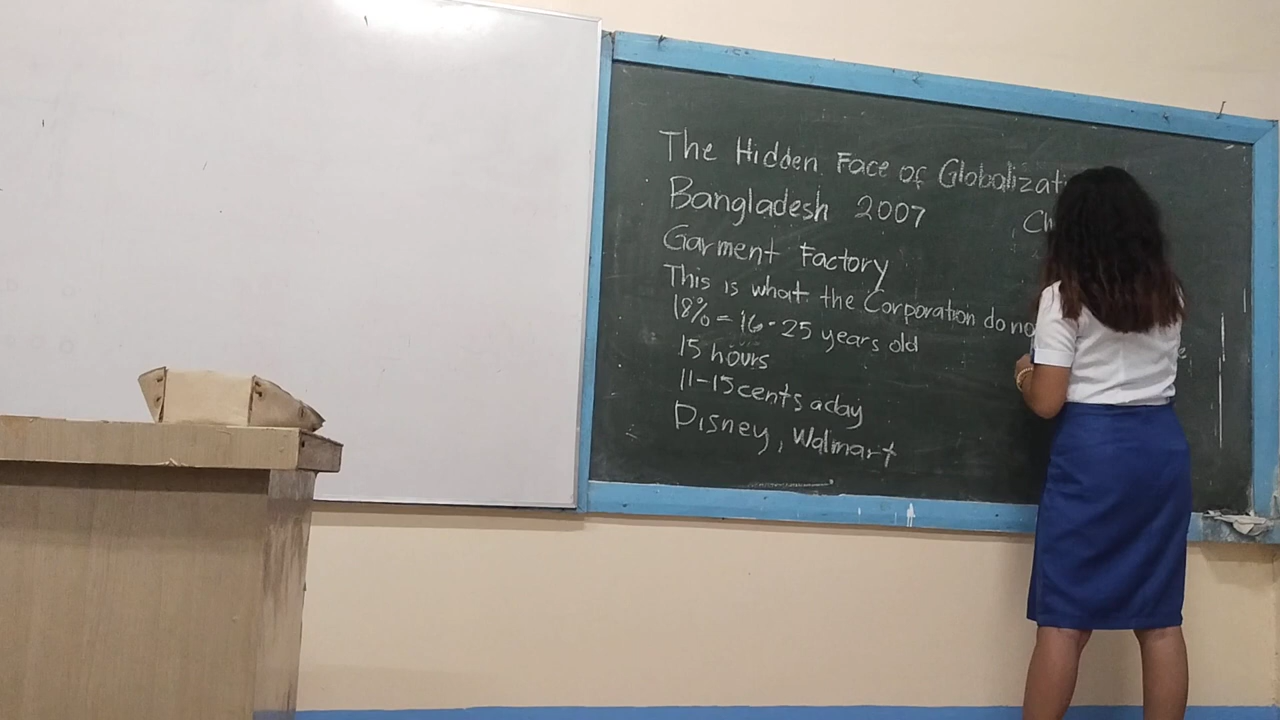 The Hidden Face of
Bangladesh 2007
Garment Factory
This is what the Corporation do
18% = 16 - 25 years old
15 hours
11-15 cents a day
Disney, Walmart